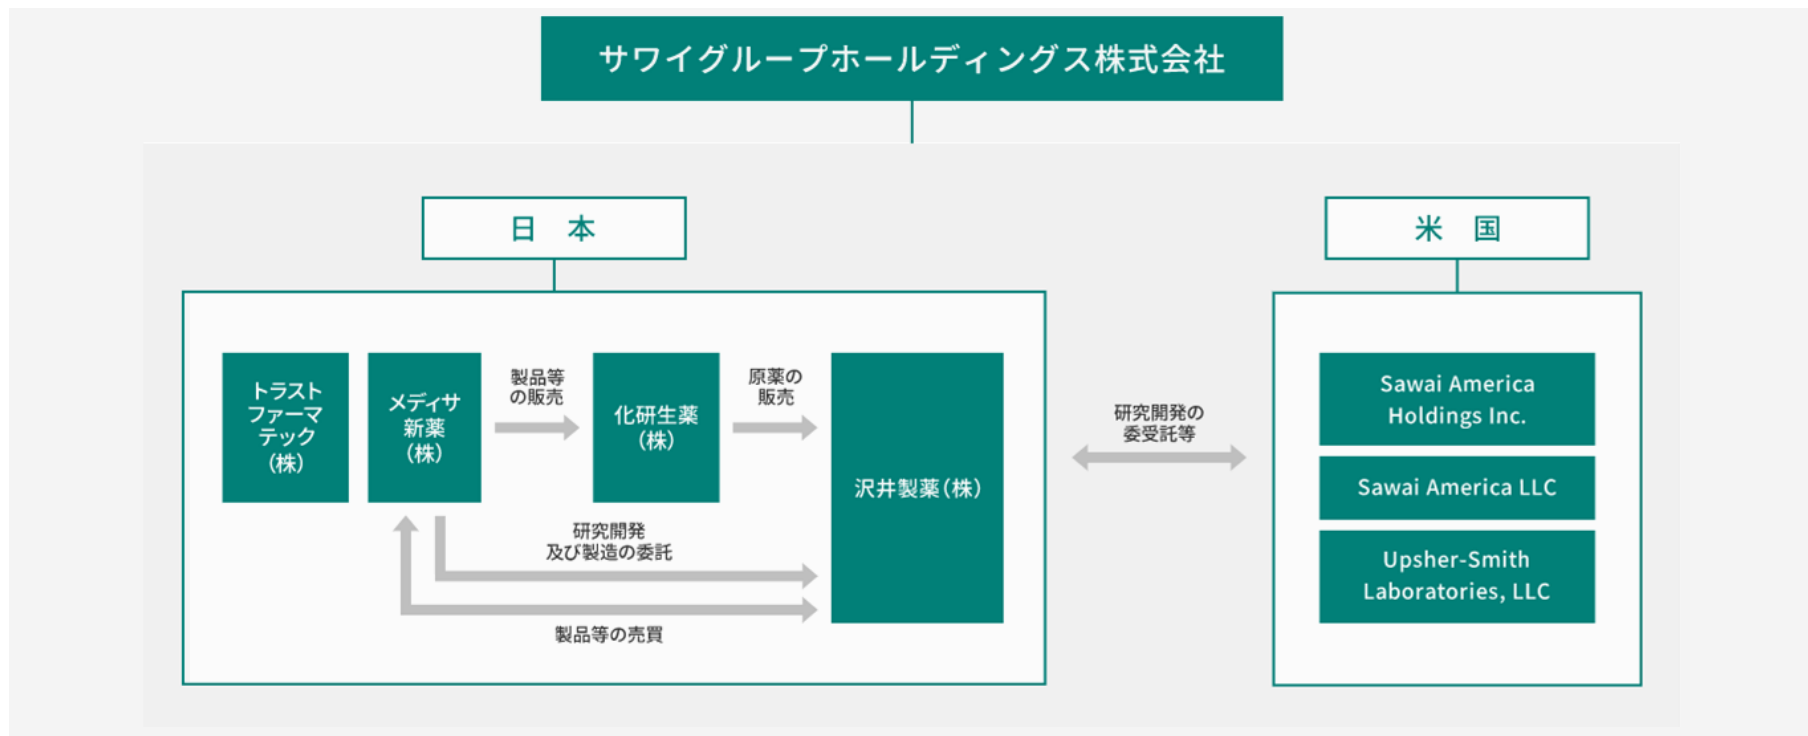 サワイグループホールディングス株式会社
日 本
米 国
トラスト
ファーマ
テック
(株)
メディサ
新薬
(株)
製品等
の販売
化研生薬
(株)
原薬の
販売
沢井製薬(株)
研究開発
及び製造の委託
製品等の売買
研究開発の
委受託等
Sawai America
Holdings Inc.
Sawai America LLC
Upsher-Smith
Laboratories, LLC